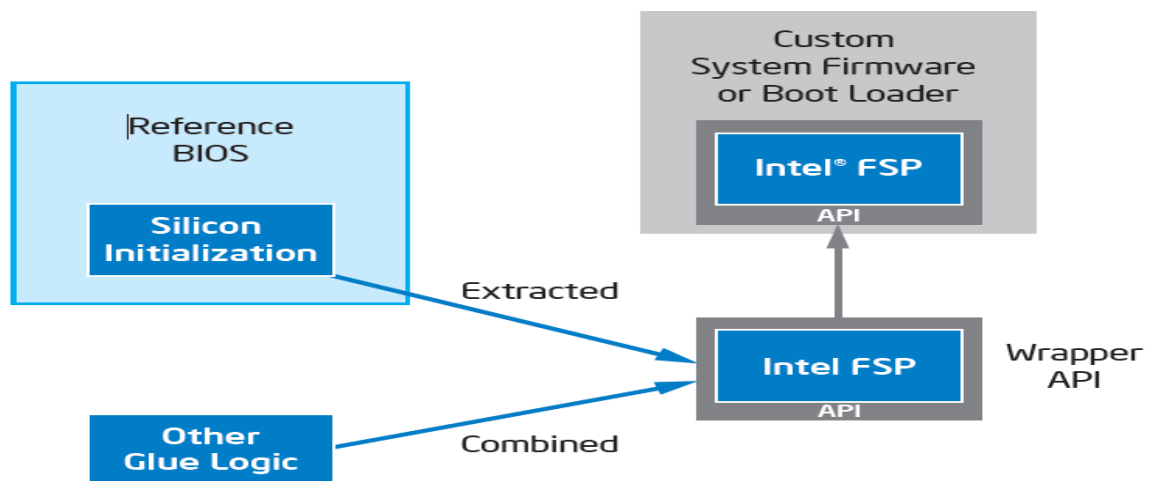 Reference
BIOS
Silicon
Initialization
Other
Glue Logic
Extracted
Combined
Custom
System Firmware
or Boot Loader
Intel® FSP
API
Intel FSP
API
Wrapper
API